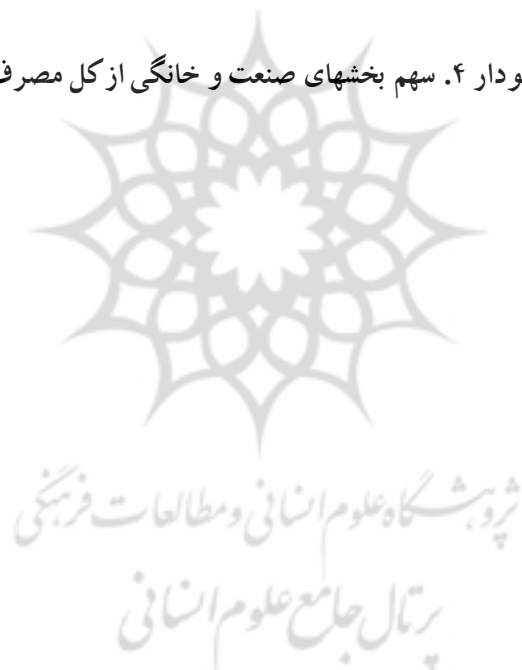 ودار ۴. سهم بخشهای صنعت و خانگی از کل مصرف
پژوهشگاه علوم انسانی و مطالعات فرهنگی
پرتال جامع علوم انسانی